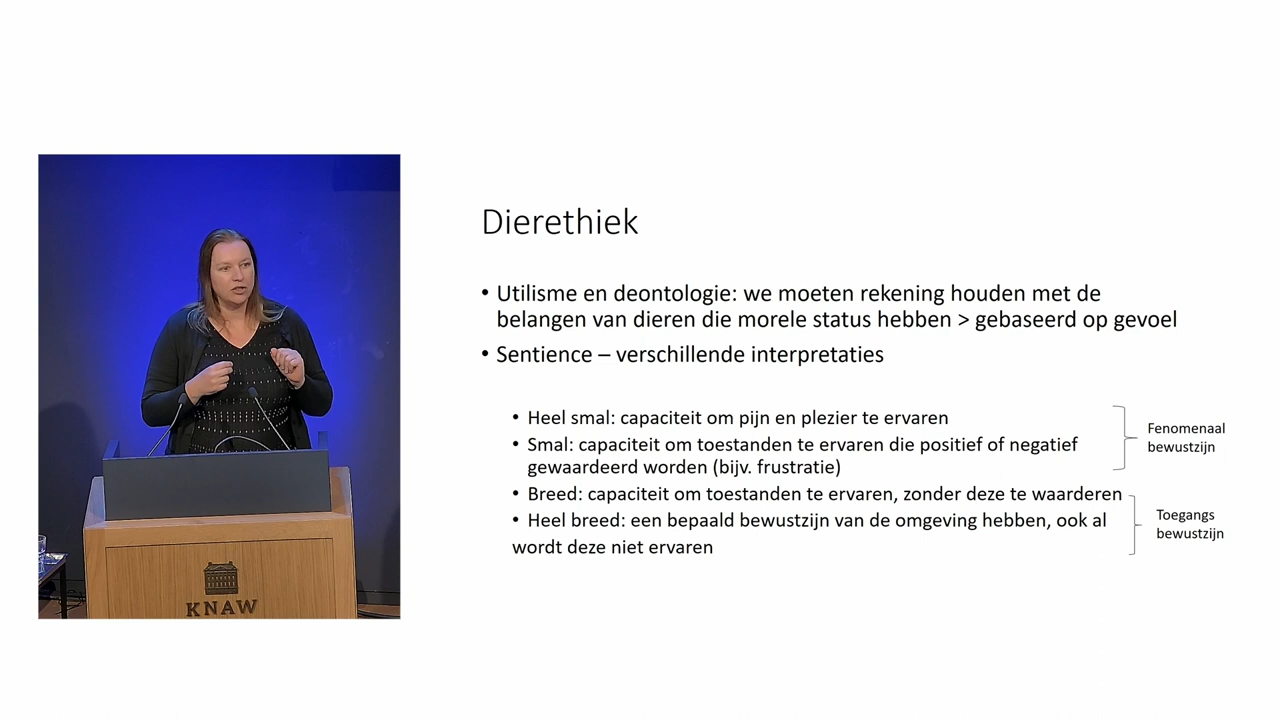 Dierethiek
• Utilisme en deontologie: we moeten rekening houden met de
belangen van dieren die morele status hebben > gebaseerd op gevoel
• Sentience – verschillende interpretaties
• Heel smal: capaciteit om pijn en plezier te ervaren
• Smal: capaciteit om toestanden te ervaren die positief of negatief
gewaardeerd worden (bijv. frustratie)
Fenomenaal
bewustzijn
• Breed: capaciteit om toestanden te ervaren, zonder deze te waarderen
• Heel breed: een bepaald bewustzijn van de omgeving hebben, ook al
wordt deze niet ervaren
Toegangs
bewustzijn
KNAW